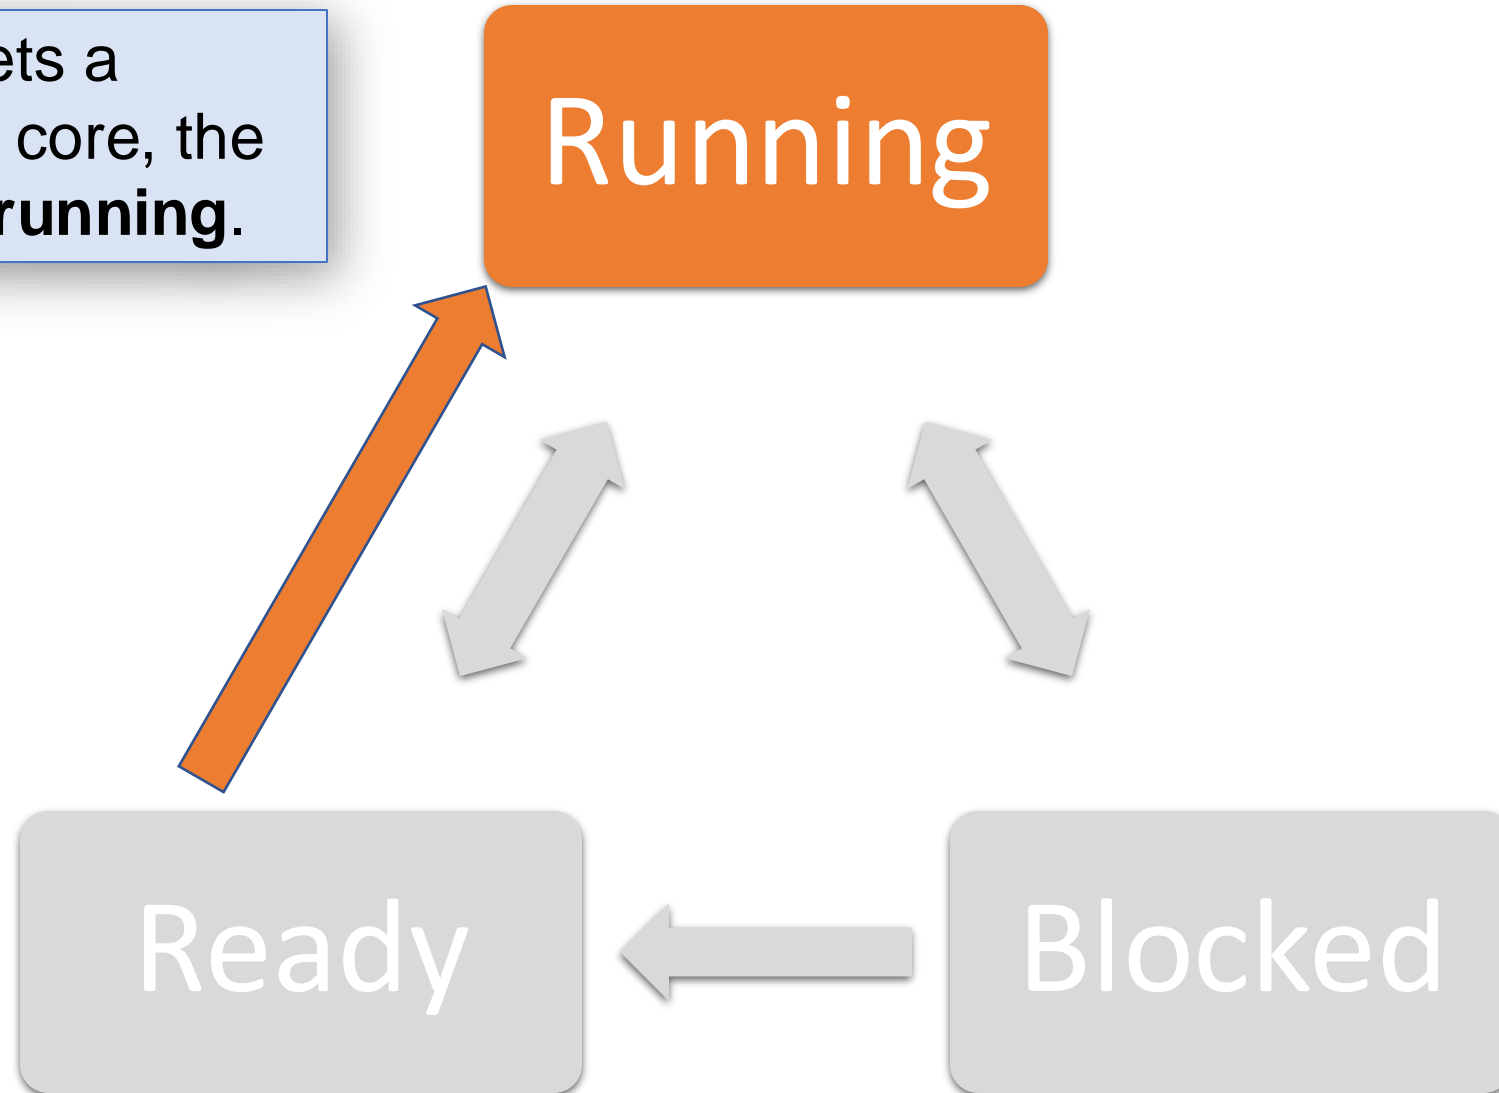 ets a
core, the
running.
Running
Ready
Blocked